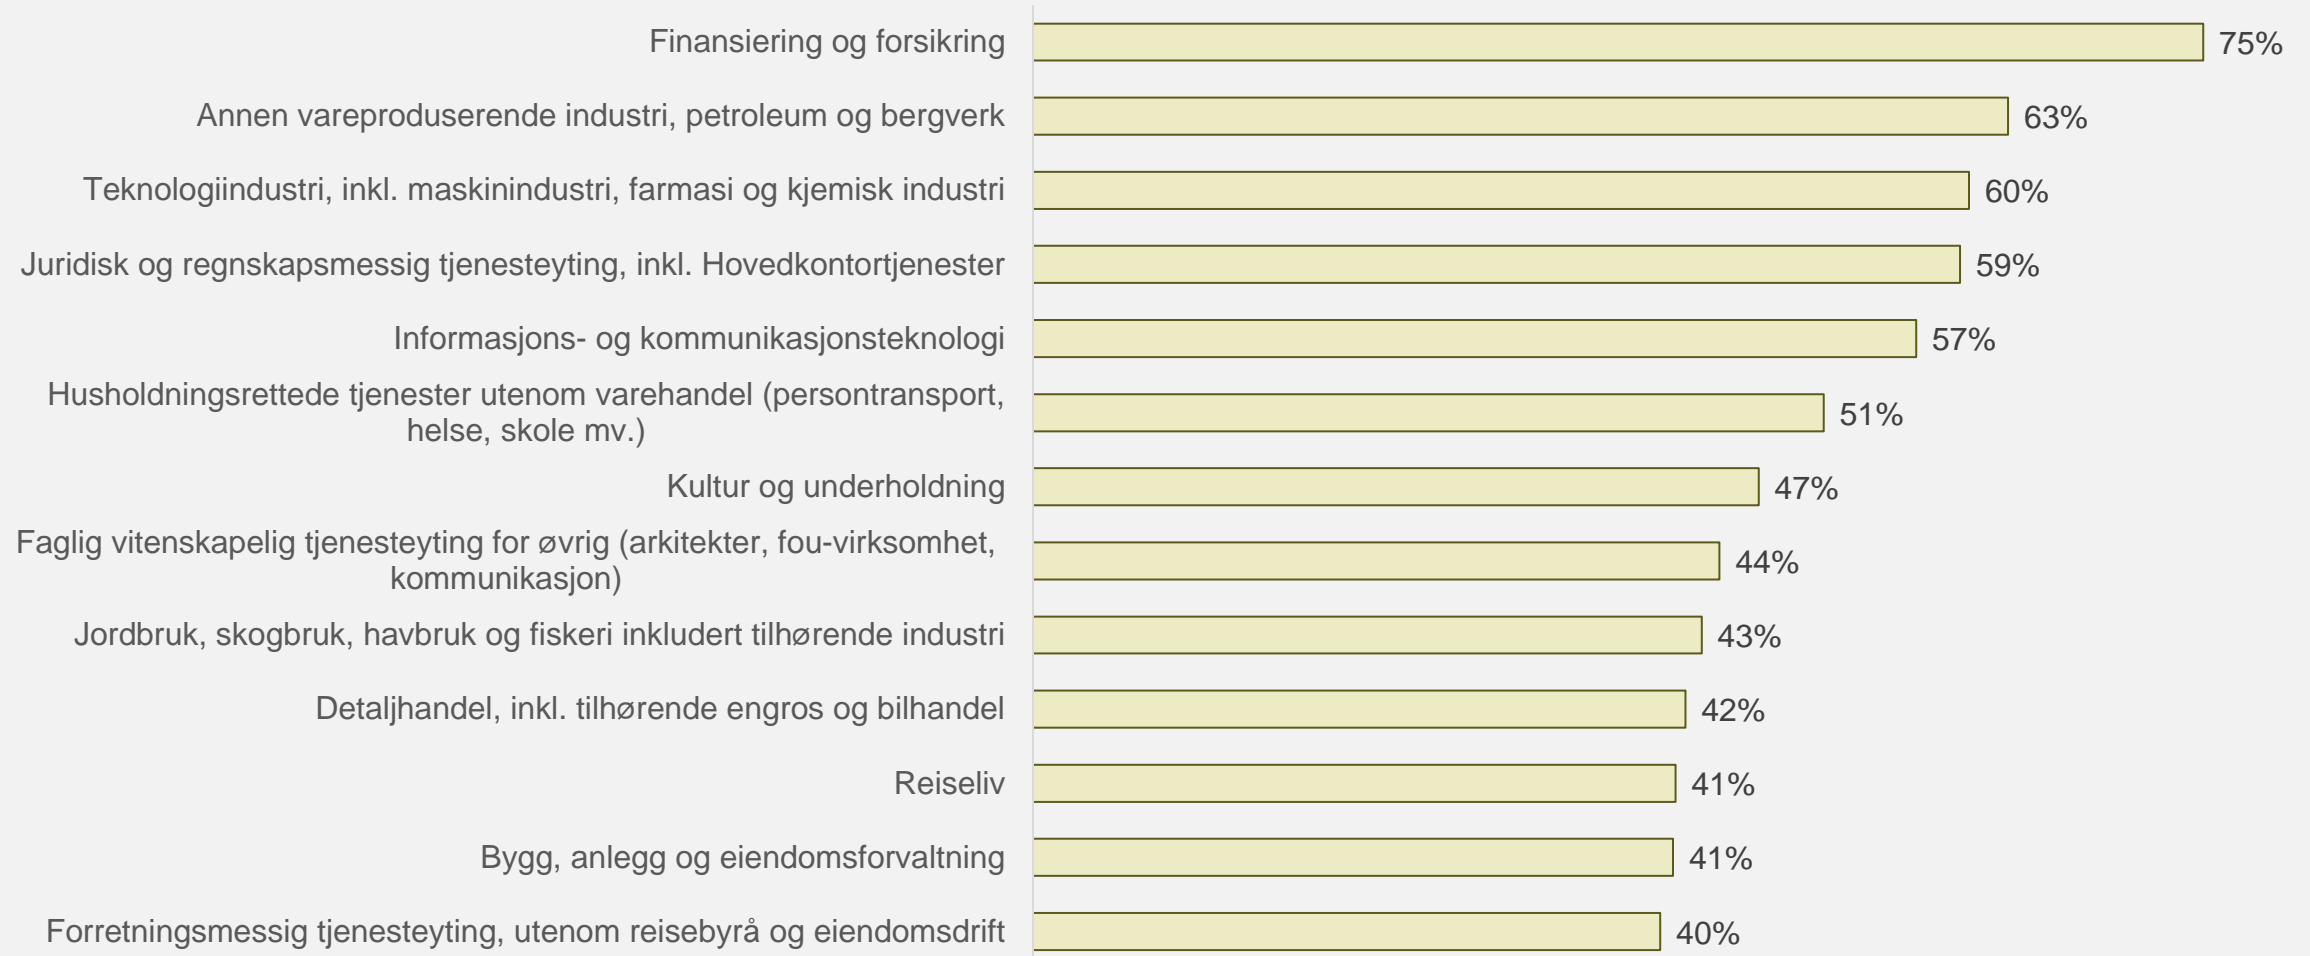 Finansiering og forsikring 75%
Annen vareproduserende industri, petroleum og bergverk 63%
Teknologiindustri, inkl. maskinindustri, farmasi og kjemisk industri 60%
Juridisk og regnskapsmessig tjenesteyting, inkl. Hovedkontortjenester 59%
Informasjons- og kommunikasjonsteknologi 57%
Husholdningsrettede tjenester utenom varehandel (persontransport,
helse, skole mv.) 51%
Kultur og underholdning 47%
Faglig vitenskapelig tjenesteyting for øvrig (arkitekter, fou-virksomhet,
kommunikasjon) 44%
Jordbruk, skogbruk, havbruk og fiskeri inkludert tilhørende industri 43%
Detaljhandel, inkl. tilhørende engros og bilhandel 42%
Reiseliv 41%
Bygg, anlegg og eiendomsforvaltning 41%
Forretningsmessig tjenesteyting, utenom reisebyrå og eiendomsdrift 40%